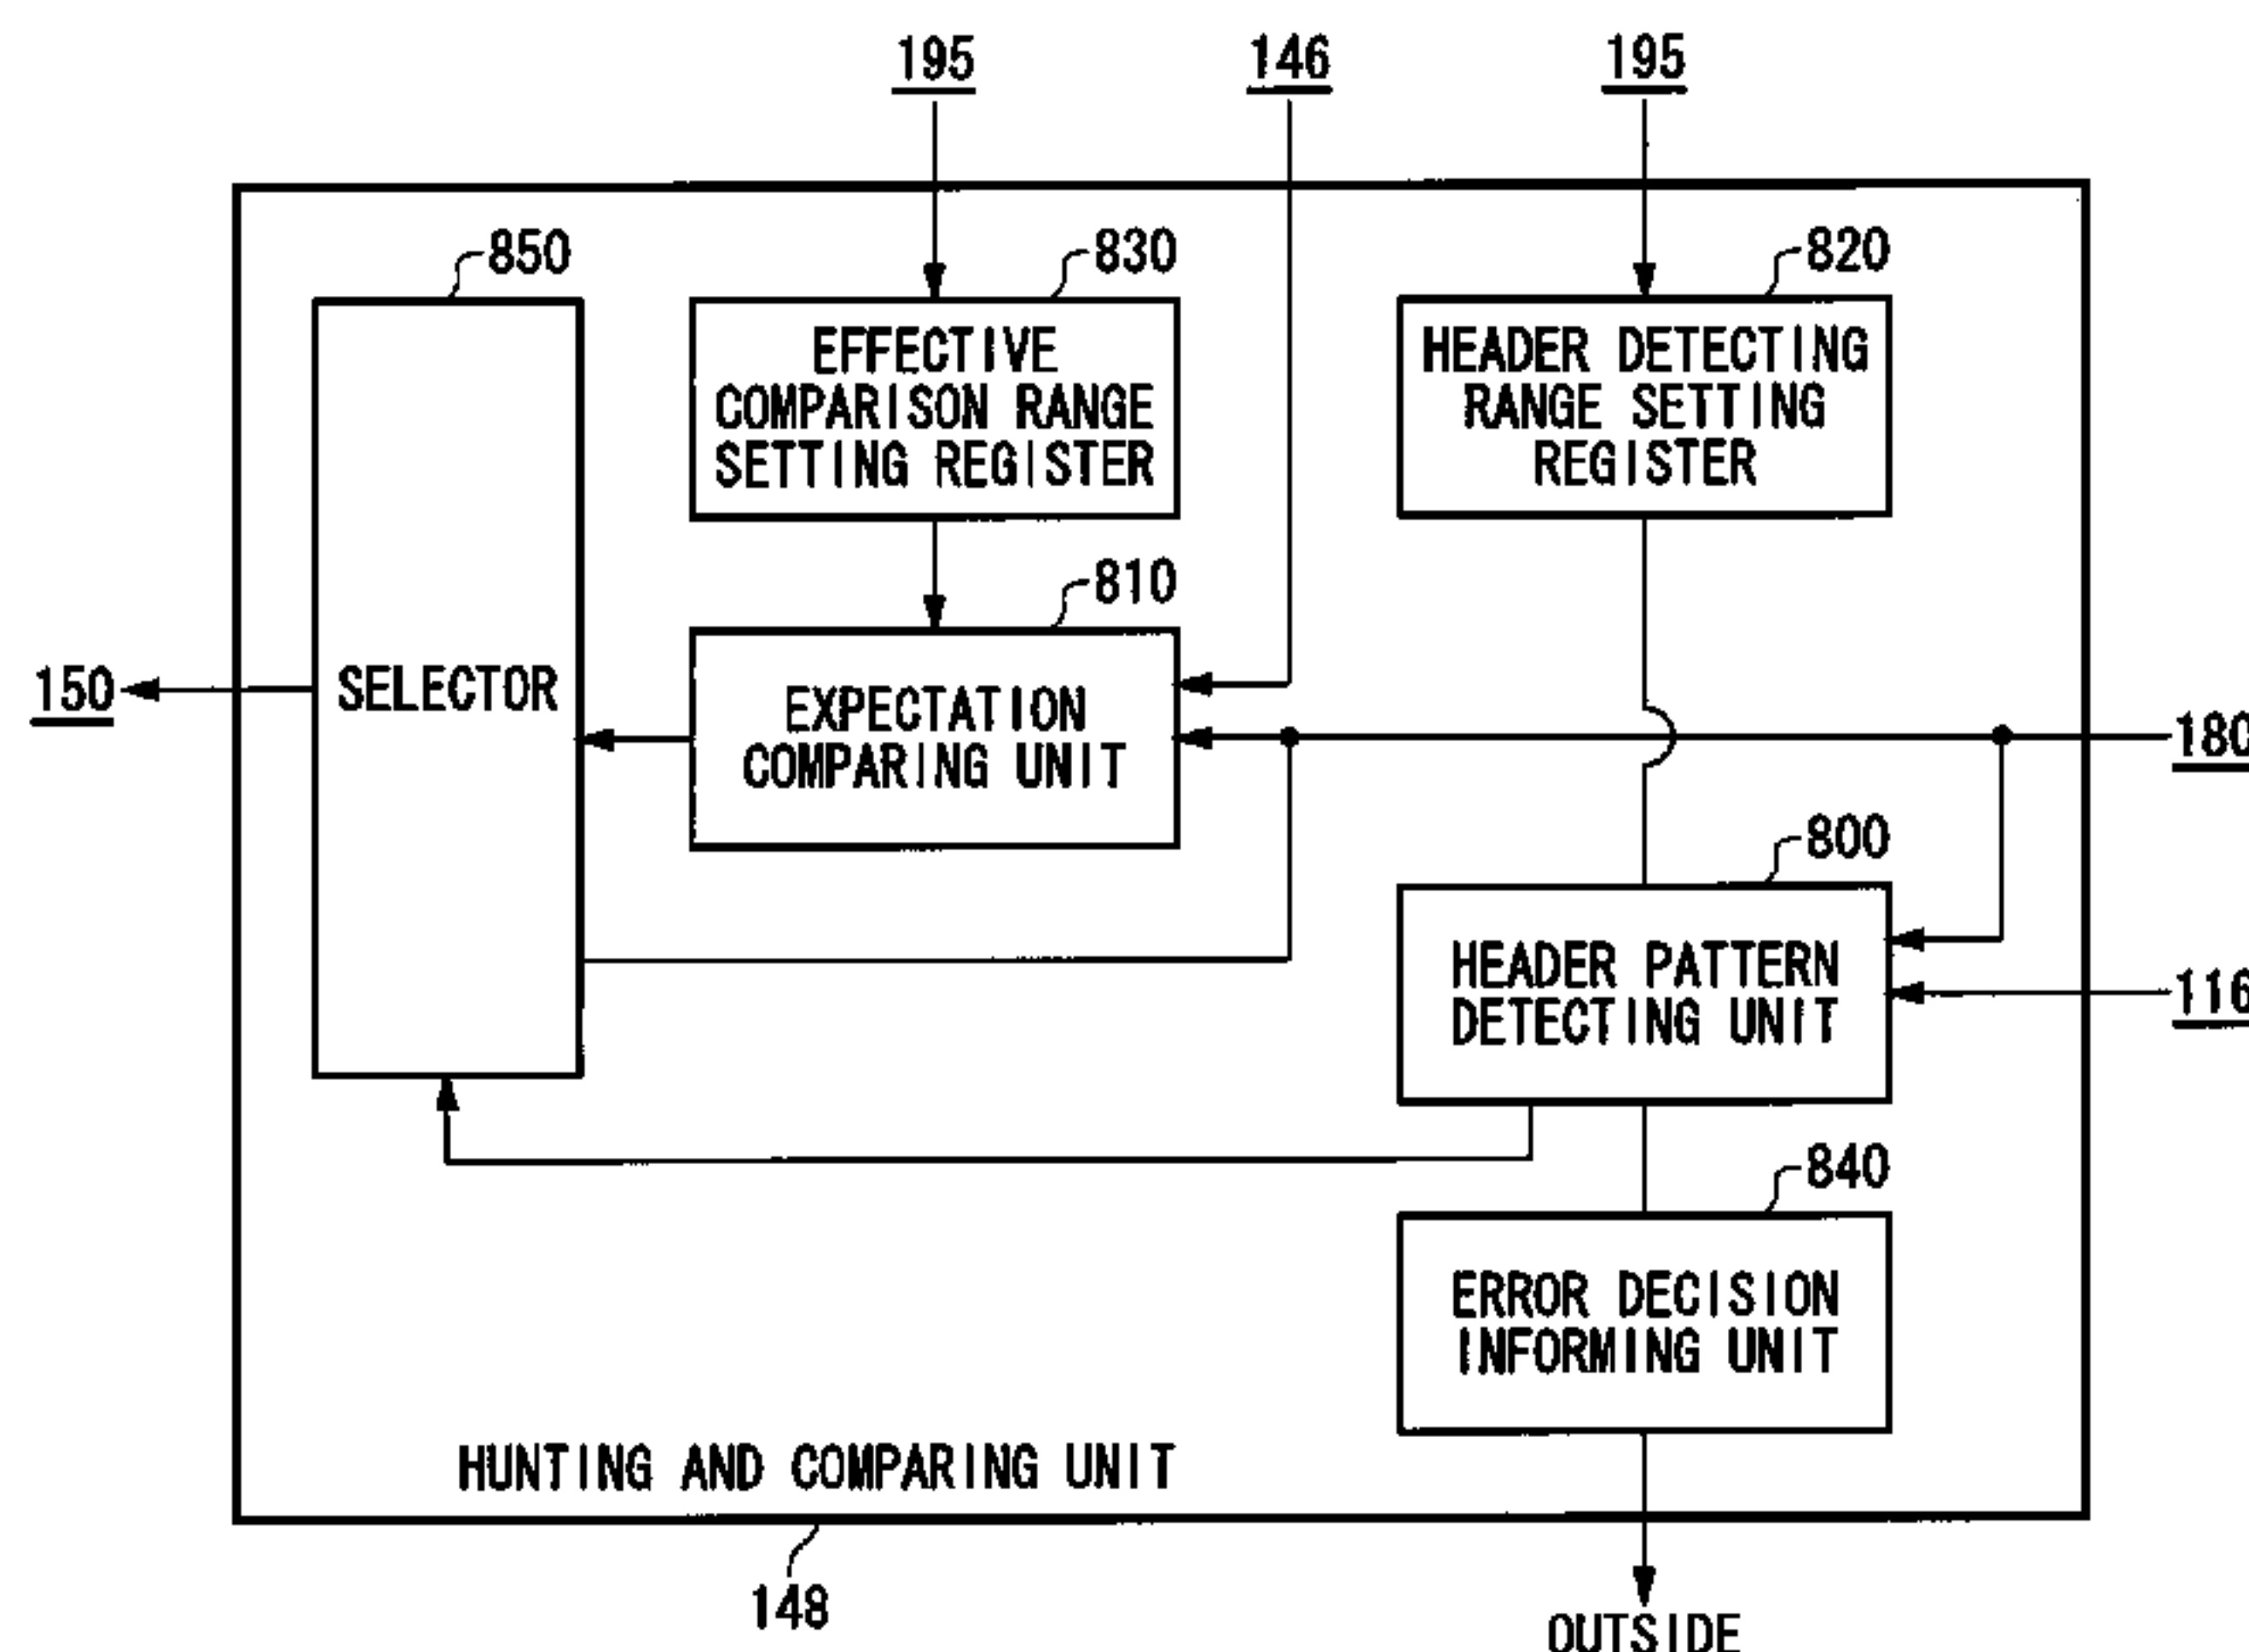 195
146
195
850
830
820
EFFECTIVE
COMPARISON RANGE
SETTING REGISTER
HEADER DETECTING
RANGE SETTING
REGISTER
810
150
SELECTOR
EXPECTATION
COMPARING UNIT
180
800
HEADER PATTERN
DETECTING UNIT
116
840
ERROR DECISION
INFORMING UNIT
HUNTING AND COMPARING UNIT
148
OUTSIDE